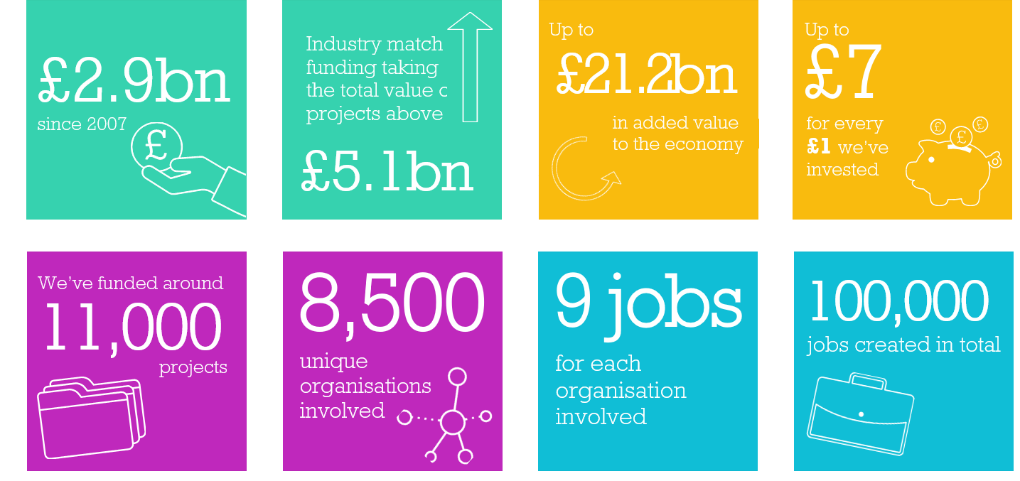 £2.9bn
since 2007
£
Industry match
funding taking
the total value o
projects above
£5.1bn
Up to
£21.2bn
in added value
to the economy
Up to
£7
for every
£1 we've
invested
£ £ £
We've funded around
11,000
projects
8,500
unique
organisations
involved
9 jobs
for each
organisation
involved
100,000
jobs created in total